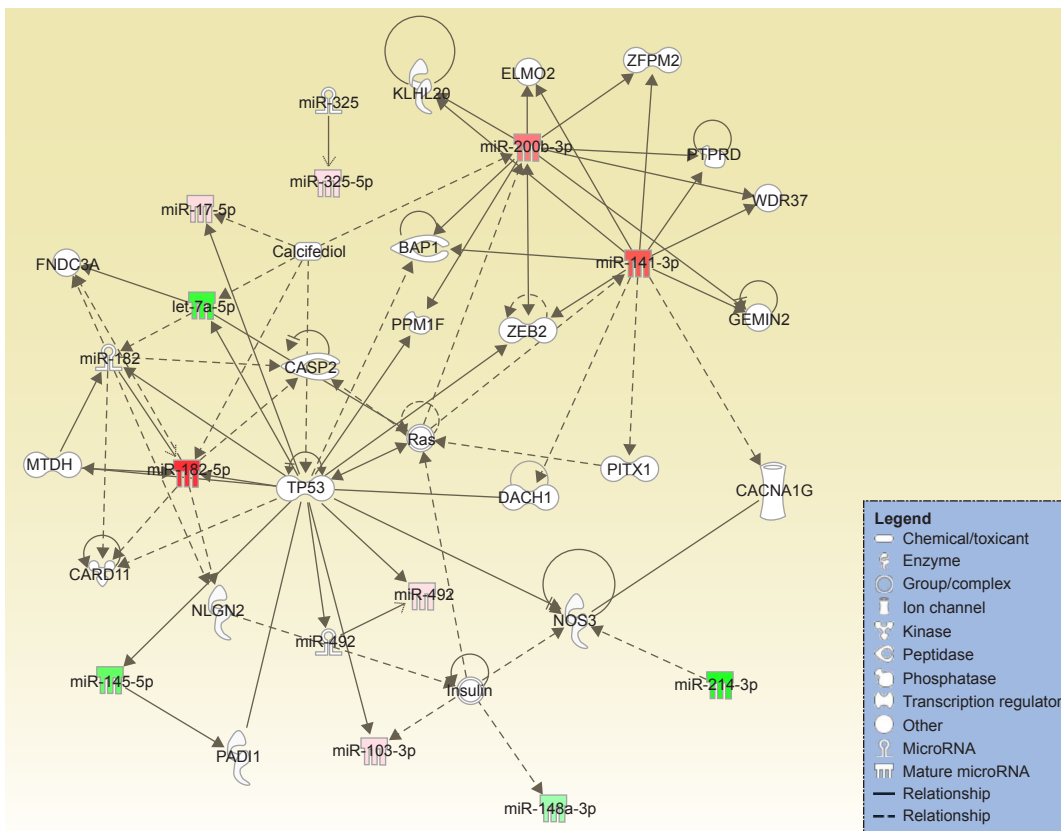 ZFPM2
ELMO2
KLHL20
miR-325
miR-200b-3p
PTPRD
miR-325-5p
WDR37
miR-17-5p
Calcifediol
BAP1
FNDC3A
miR-141-3p
let-7a-5p
PPM1F
ZEB2
GEMIN2
miR-182
CASP2
Ras
MTDH
miR-182-5p
PITX1
TP53
DACH1
CACNA1G
CARD11
miR-492
NLGN2
NOS3
miR-492
miR-145-5p
Insulin
miR-214-3p
PADI1
miR-103-3p
miR-148a-3p
Legend
Chemical/toxicant
Enzyme
Group/complex
Ion channel
Kinase
Peptidase
Phosphatase
Transcription regulator
Other
MicroRNA
Mature microRNA
Relationship
Relationship